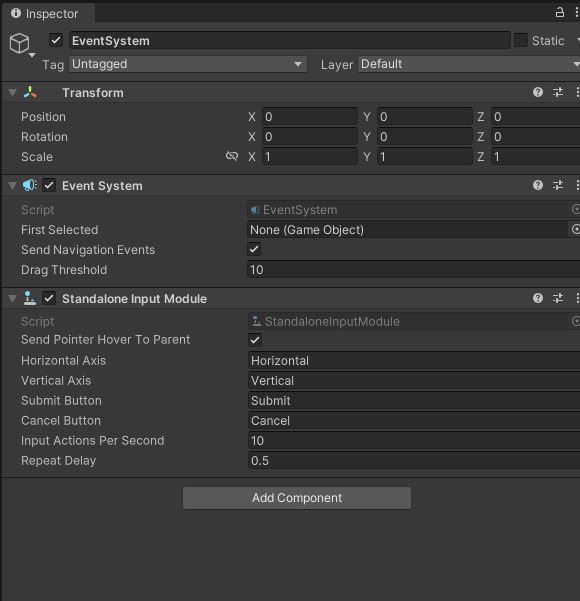 Inspector
EventSystem Static
Tag Untagged Layer Default
Transform
Position X 0 Y 0 Z 0
Rotation X 0 Y 0 Z 0
Scale X 1 Y 1 Z 1
Event System
Script EventSystem
First Selected None (Game Object)
Send Navigation Events
Drag Threshold 10
Standalone Input Module
Script StandaloneInputModule
Send Pointer Hover To Parent
Horizontal Axis Horizontal
Vertical Axis Vertical
Submit Button Submit
Cancel Button Cancel
Input Actions Per Second 10
Repeat Delay 0.5
Add Component